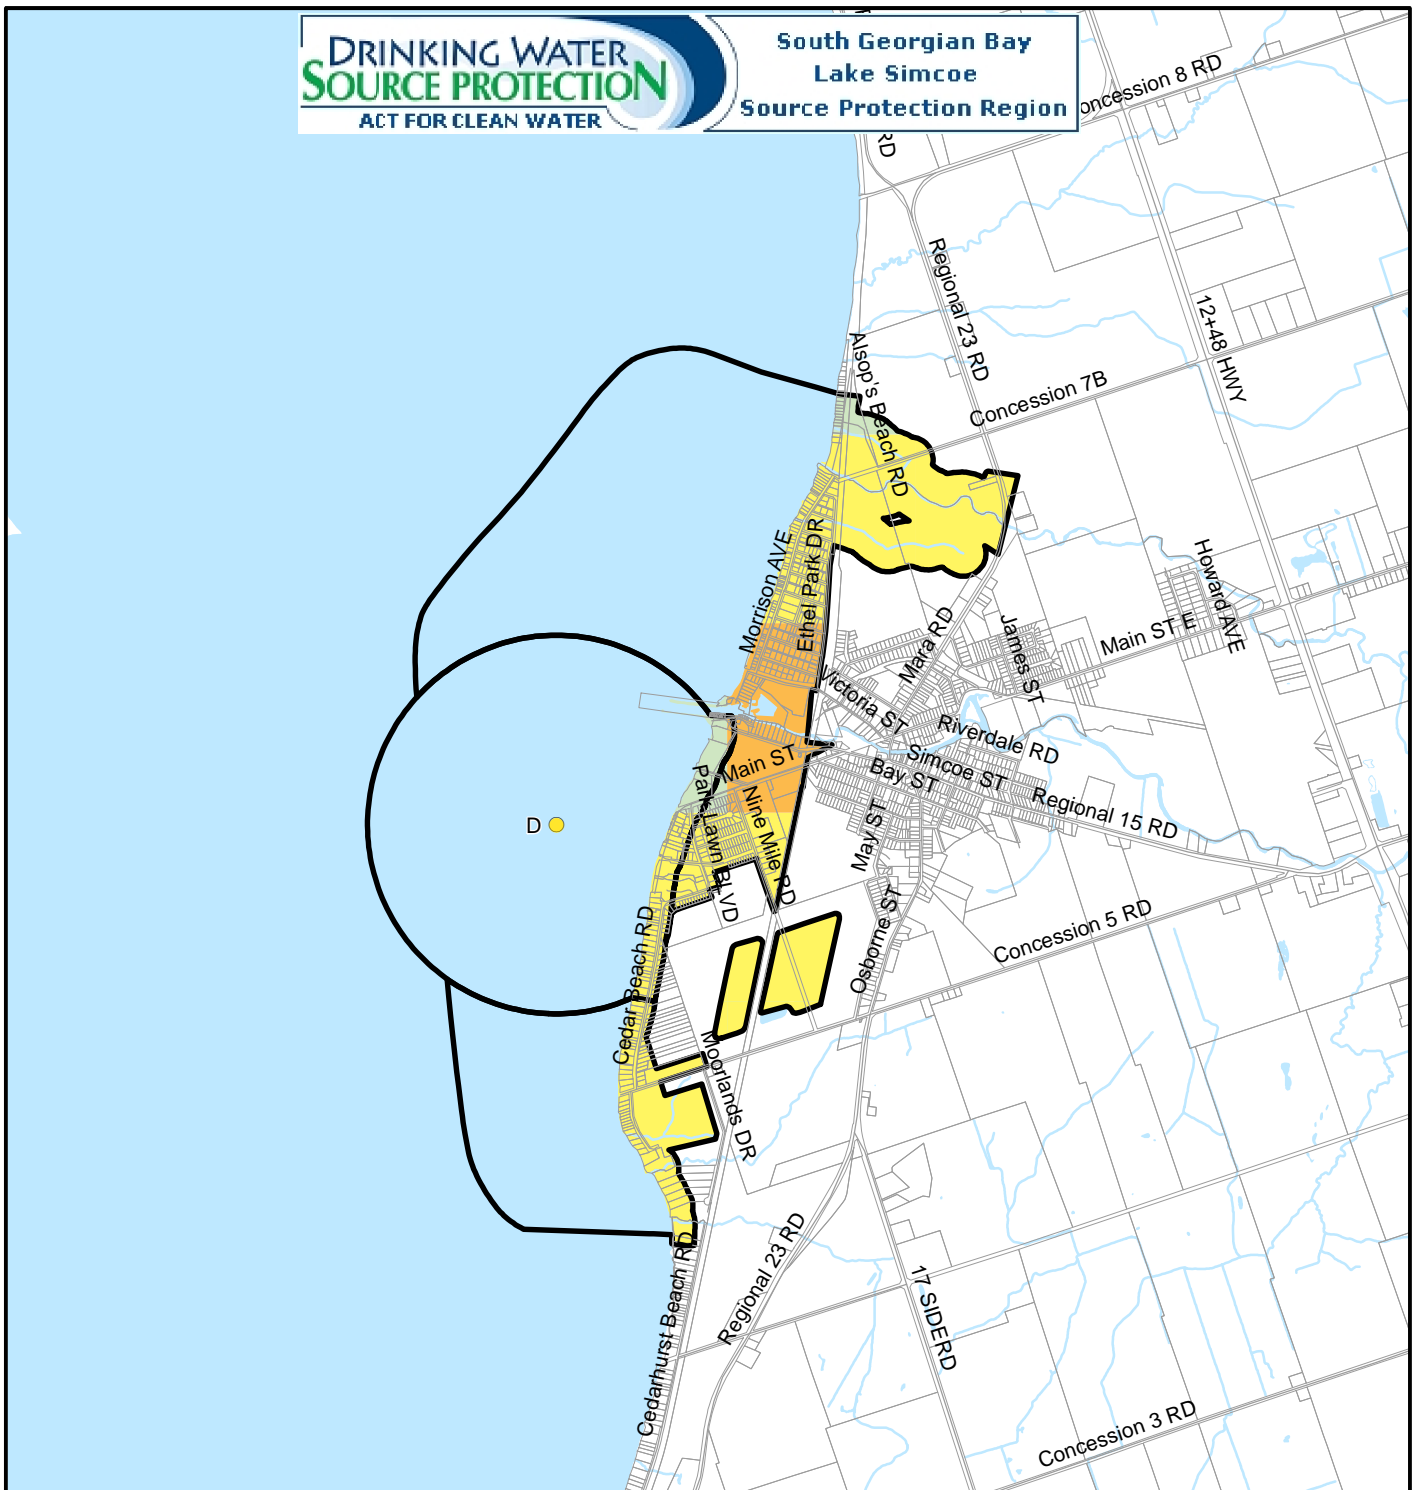 DRINKING WATER
SOURCE PROTECTION
ACT FOR CLEAN WATER
South Georgian Bay
Lake Simcoe
Source Protection Region
oncession 8 RD
RD
Regional 23 RD
12+48 HWY
Alsop's Beach RD
Concession 7B
Morrison AVE
Ethel Park DR
Howard AVE
Mara RD
James ST
Main ST E
Victoria ST
Riverdale RD
Simcoe ST
Bay ST
Main ST
Park Lawn BLVD
Nine Mile RD
May ST
Regional 15 RD
D
Osborne ST
Concession 5 RD
Cedar Beach RD
Moorlands DR
Regional 23 RD
17 SIDERD
Cedarhurst Beach RD
Concession 3 RD